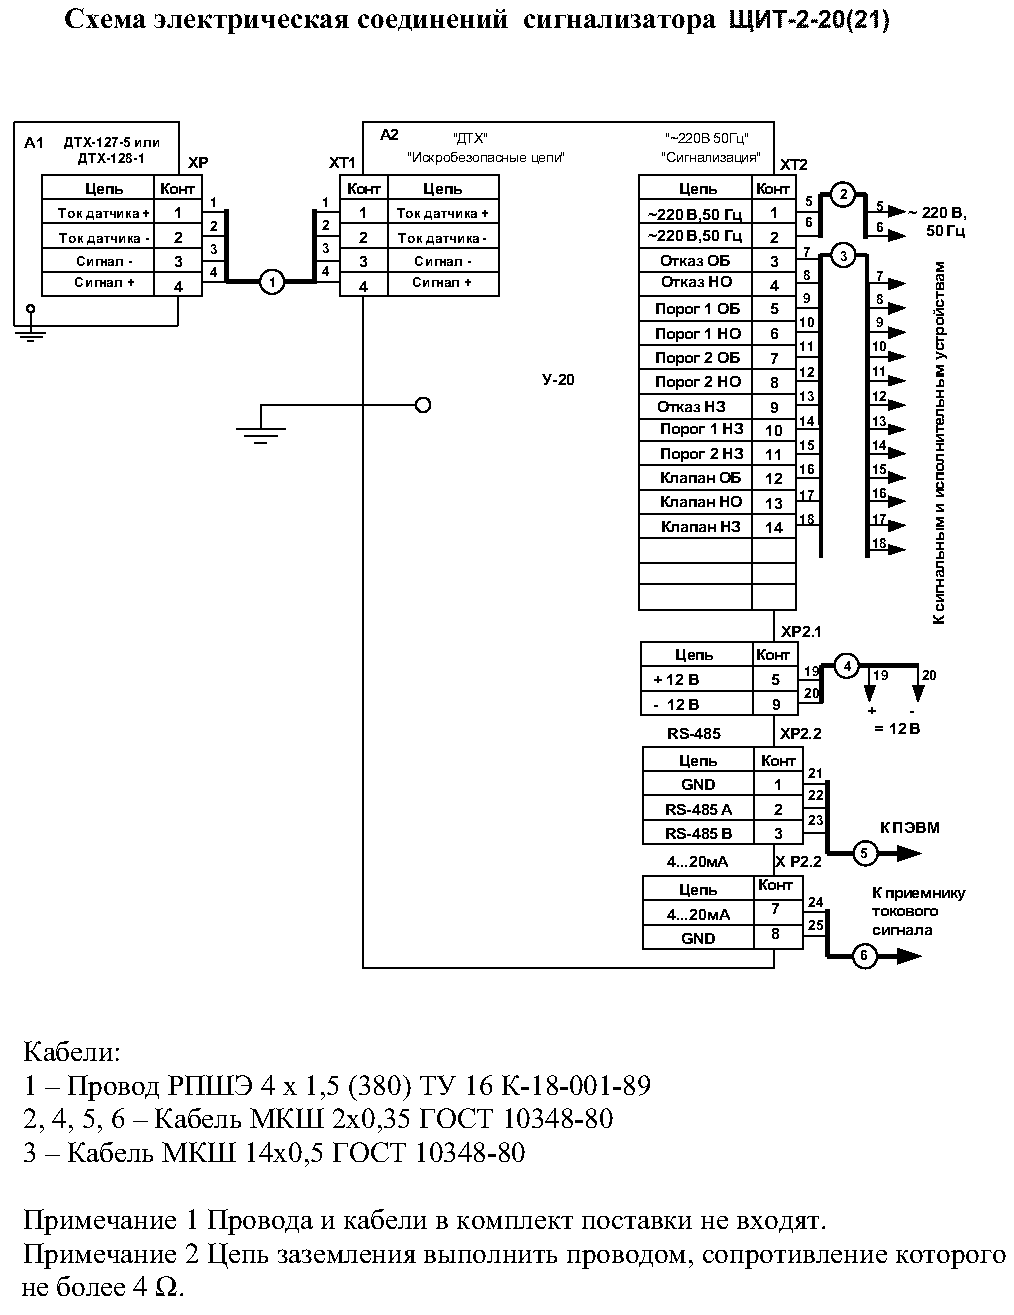 Схема электрическая соединений сигнализатора ЩИТ-2-20(21)
А1
ДТХ-127-5 или
ДТХ-128-1
ХР
Цепь Конт
Ток датчика + 1
Ток датчика - 2
Сигнал - 3
Сигнал + 4
1
2
3
4
1
1
2
3
4
А2
"ДТХ"
"Искробезопасные цепи"
ХТ1
Конт Цепь
1 Ток датчика +
2 Ток датчика -
3 Сигнал -
4 Сигнал +
У-20
"~220В 50Гц"
"Сигнализация"
ХТ2
Цепь Конт
~220 В,50 Гц 1
~220 В,50 Гц 2
Отказ ОБ 3
Отказ НО 4
Порог 1 ОБ 5
Порог 1 НО 6
Порог 2 ОБ 7
Порог 2 НО 8
Отказ НЗ 9
Порог 1 НЗ 10
Порог 2 НЗ 11
Клапан ОБ 12
Клапан НО 13
Клапан НЗ 14
5
6
7
8
9
10
11
12
13
14
15
16
17
18
2
5
6
~ 220 В,
50 Гц
3
7
8
9
10
11
12
13
14
15
16
17
18
К сигнальным и исполнительным устройствам
ХР2.1
Цепь Конт
+ 12 В 5
- 12 В 9
19
20
4
19 20
+ -
= 12 В
RS-485 ХР2.2
Цепь Конт
GND 1
RS-485 А 2
RS-485 В 3
21
22
23
К ПЭВМ
5
4...20мА Х Р2.2
Цепь Конт
4...20мА 7
GND 8
24
25
К приемнику
токового
сигнала
6
Кабели:
1 – Провод РПШЭ 4 х 1,5 (380) ТУ 16 К-18-001-89
2, 4, 5, 6 – Кабель МКШ 2х0,35 ГОСТ 10348-80
3 – Кабель МКШ 14х0,5 ГОСТ 10348-80
Примечание 1 Провода и кабели в комплект поставки не входят.
Примечание 2 Цепь заземления выполнить проводом, сопротивление которого
не более 4 Ω.